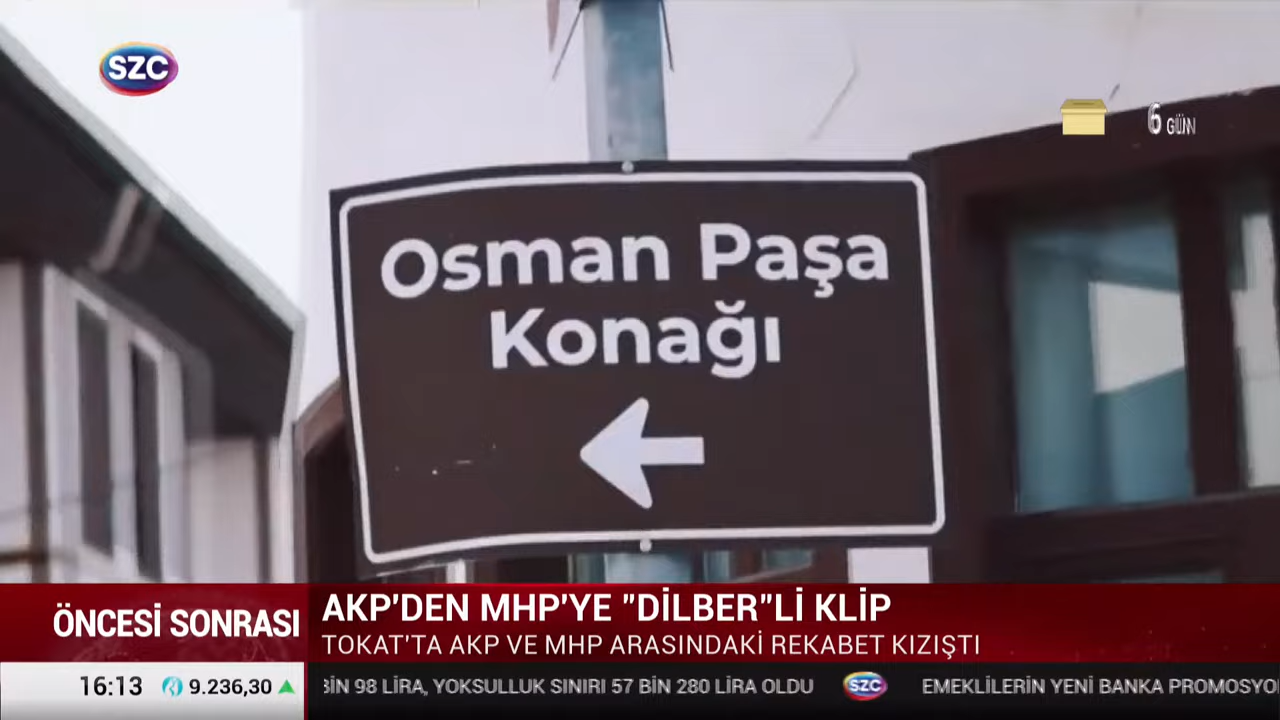 SZC
6 GÜN
Osman Paşa
Konağı
ÖNCESİ SONRASI
AKP'DEN MHP'YE "DİLBER"Lİ KLİP
TOKAT'TA AKP VE MHP ARASINDAKİ REKABET KIZIŞTI
16:13 9.236,30
BİN 98 LİRA, YOKSULLUK SINIRI 57 BİN 280 LİRA OLDU SZC EMEKLİLERİN YENİ BANKA PROMOSYO